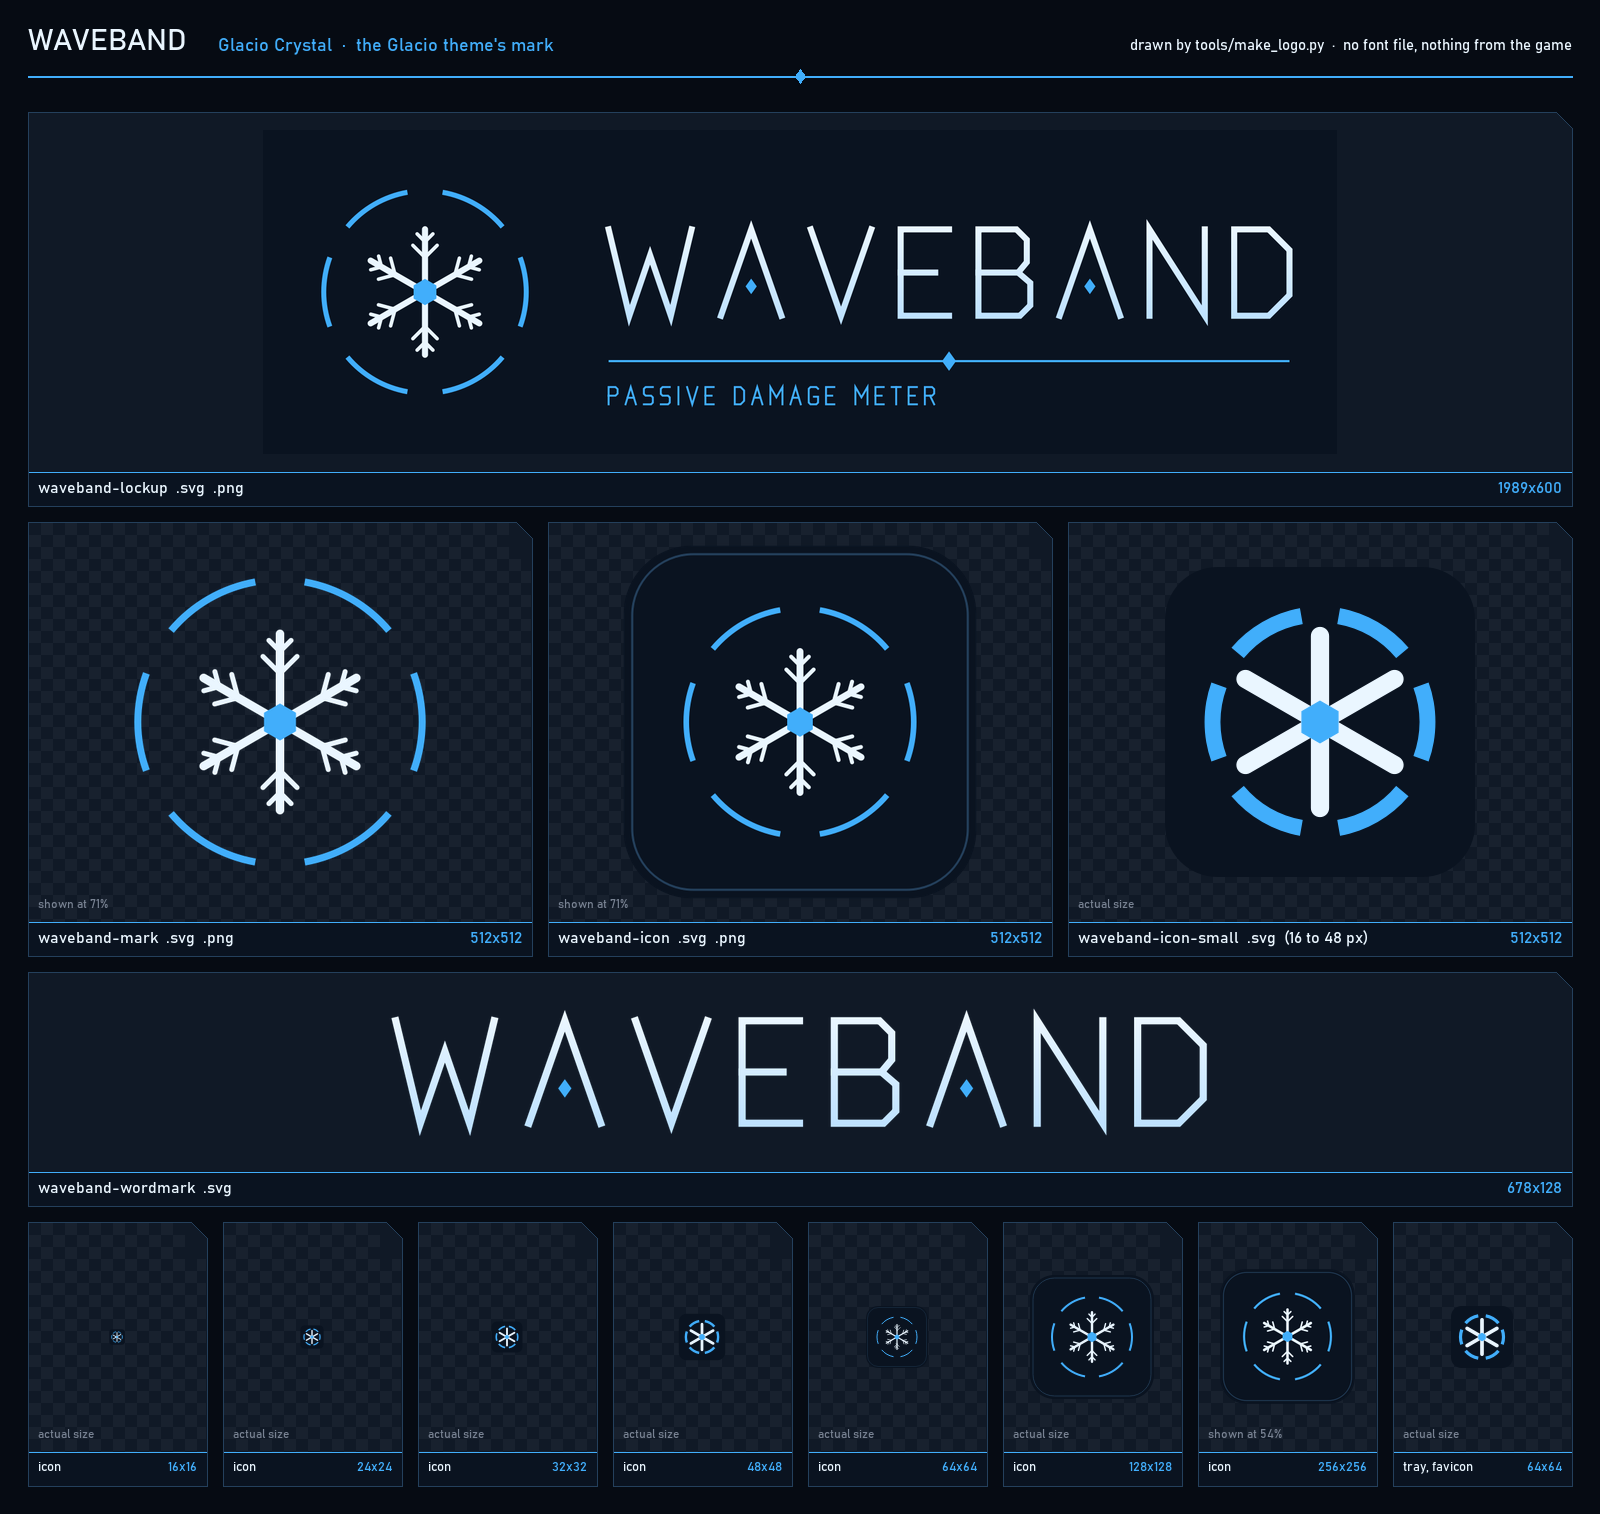 WAVEBAND
Glacio Crystal · the Glacio theme's mark
drawn by tools/make_logo.py · no font file, nothing from the game
WAVEBAND
PASSIVE DAMAGE METER
waveband-lockup .svg .png
1989x600
shown at 71%
waveband-mark .svg .png
512x512
shown at 71%
waveband-icon .svg .png
512x512
actual size
waveband-icon-small .svg (16 to 48 px)
512x512
WAVEBAND
waveband-wordmark .svg
678x128
actual size
icon
16x16
actual size
icon
24x24
actual size
icon
32x32
actual size
icon
48x48
actual size
icon
64x64
actual size
icon
128x128
shown at 54%
icon
256x256
actual size
tray, favicon
64x64